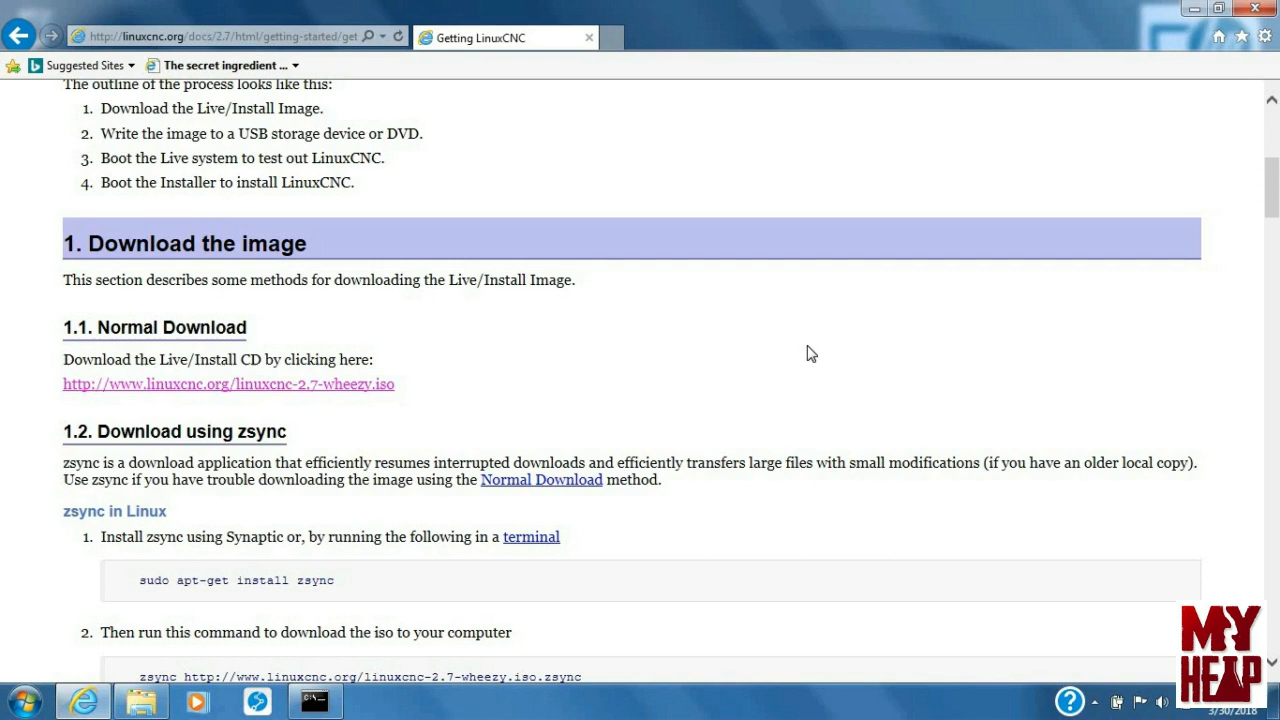 http://linuxcnc.org/docs/2.7/html/getting-started/get
Getting LinuxCNC
Suggested Sites
The secret ingredient ...
The outline of the process looks like this:
1. Download the Live/Install Image.
2. Write the image to a USB storage device or DVD.
3. Boot the Live system to test out LinuxCNC.
4. Boot the Installer to install LinuxCNC.
1. Download the image
This section describes some methods for downloading the Live/Install Image.
1.1. Normal Download
Download the Live/Install CD by clicking here:
http://www.linuxcnc.org/linuxcnc-2.7-wheezy.iso
1.2. Download using zsync
zsync is a download application that efficiently resumes interrupted downloads and efficiently transfers large files with small modifications (if you have an older local copy).
Use zsync if you have trouble downloading the image using the Normal Download method.
zsync in Linux
1. Install zsync using Synaptic or, by running the following in a terminal
sudo apt-get install zsync
2. Then run this command to download the iso to your computer
zsync http://www.linuxcnc.org/linuxcnc-2.7-wheezy.iso.zsync
MY
HELP
3/30/2018